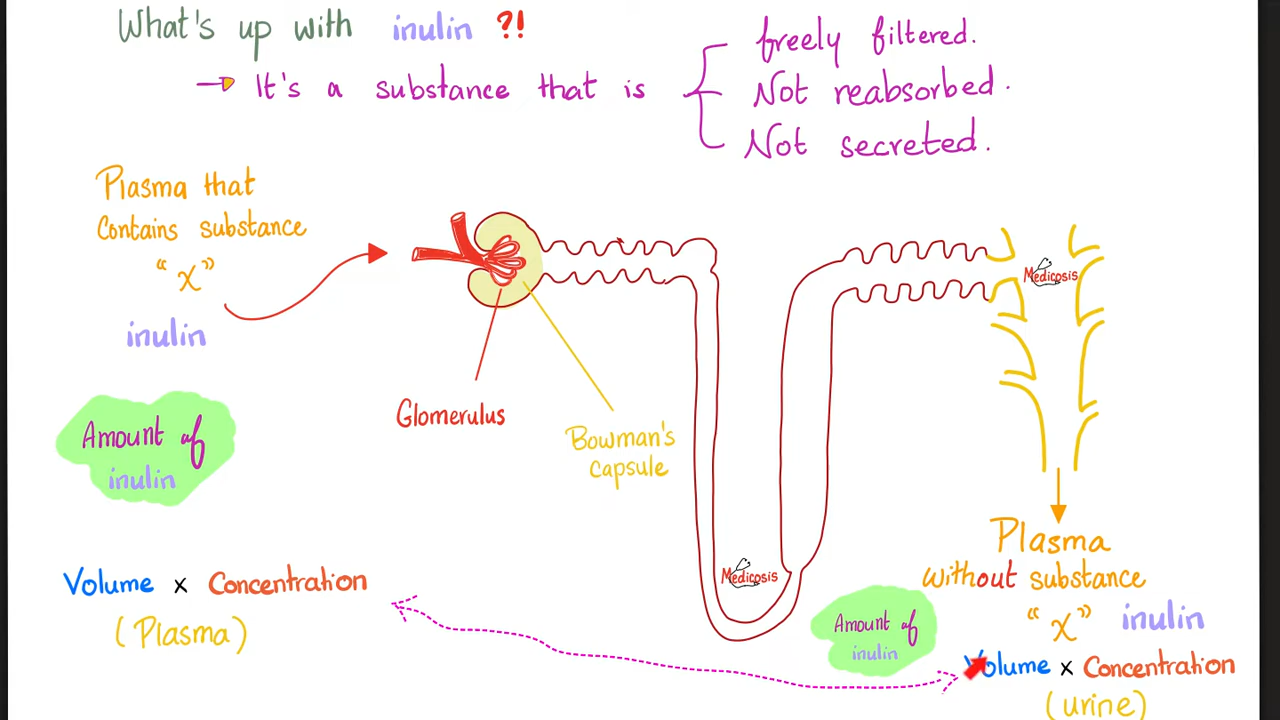 What's up with inulin ?!
→ It's a substance that is
freely filtered.
Not reabsorbed.
Not secreted.
Plasma that
Contains substance
"x"
inulin
Medicosis
Glomerulus
Bowman's
capsule
Amount of
inulin
Volume x Concentration
(Plasma)
Medicosis
Plasma
without substance
"x" inulin
Amount of
inulin
Volume x Concentration
(urine)